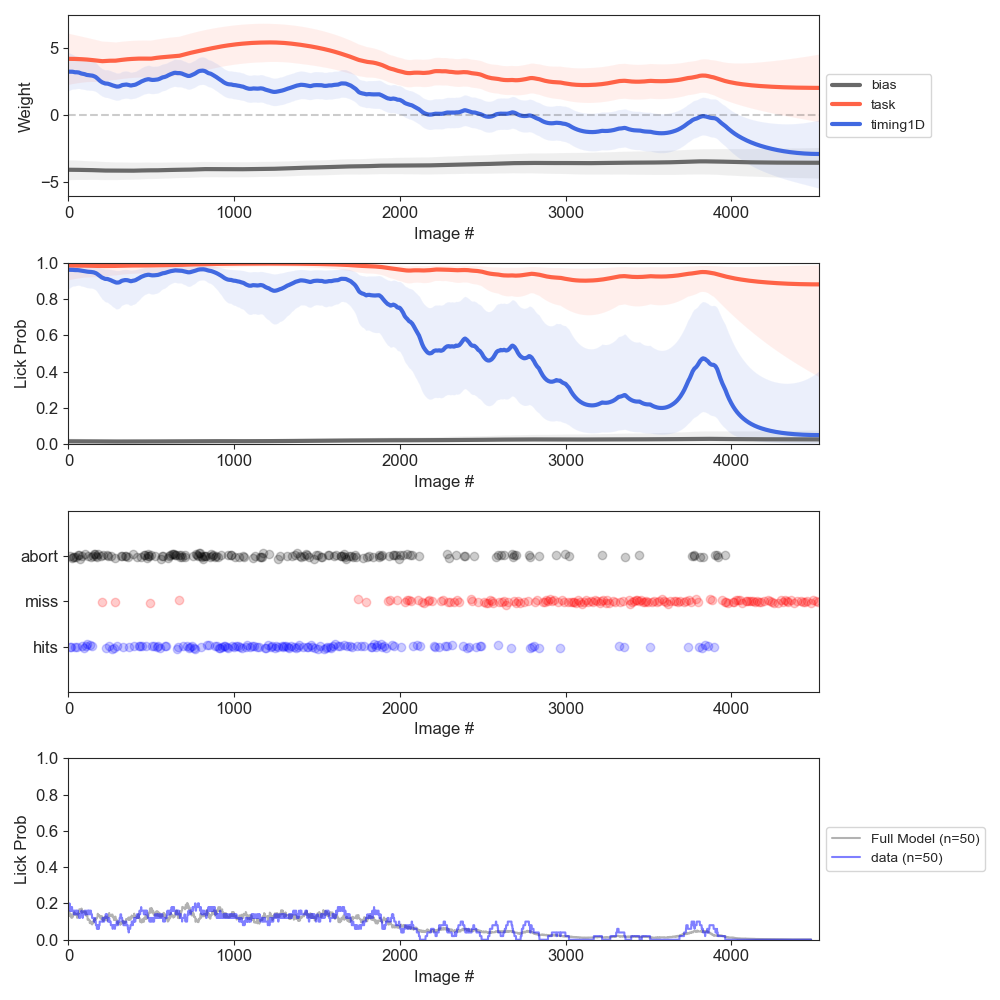 5
0
−5
Weight
0
1000
2000
3000
4000
Image #
bias
task
timing1D
1.0
0.8
0.6
0.4
0.2
0.0
Lick Prob
0
1000
2000
3000
4000
Image #
abort
miss
hits
0
1000
2000
3000
4000
Image #
1.0
0.8
0.6
0.4
0.2
0.0
Lick Prob
0
1000
2000
3000
4000
Image #
Full Model (n=50)
data (n=50)